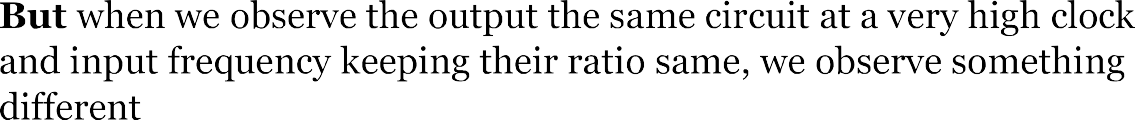 But when we observe the output the same circuit at a very high clock
and input frequency keeping their ratio same, we observe something
different